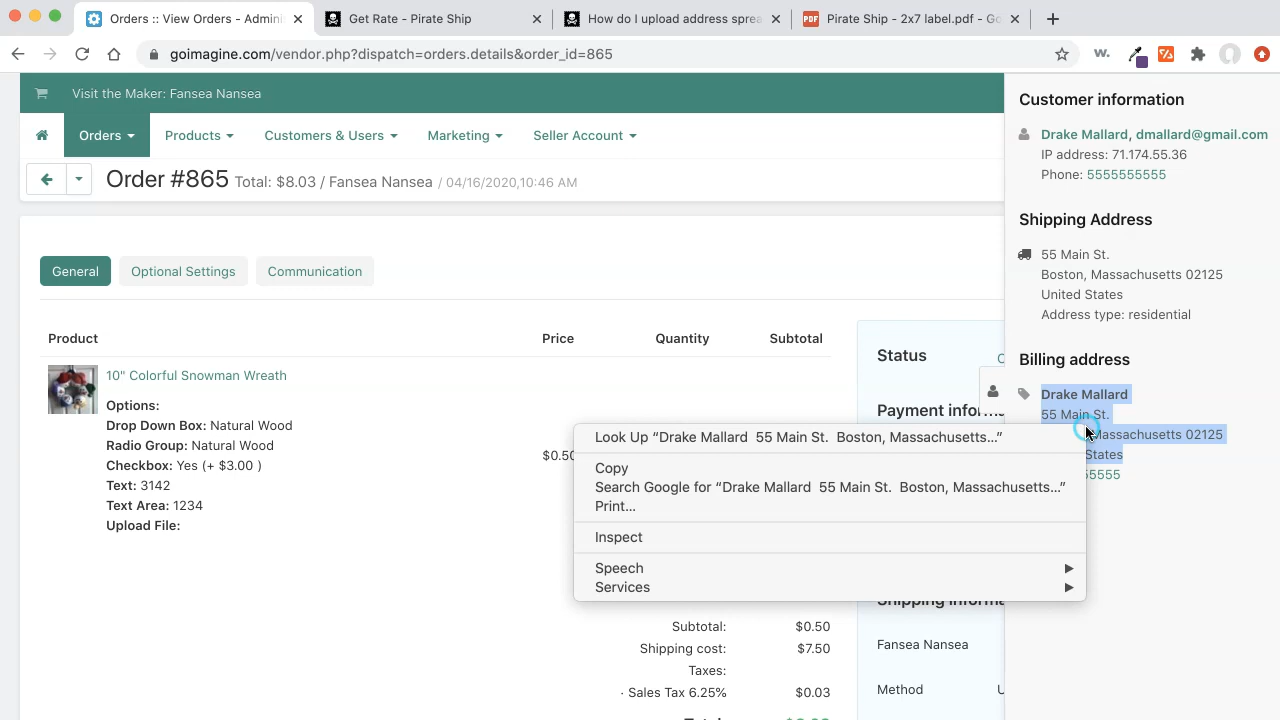 Orders :: View Orders - Admini
Get Rate - Pirate Ship
How do I upload address sprea
Pirate Ship - 2x7 label.pdf - Go
goimagine.com/vendor.php?dispatch=orders.details&order_id=865
Visit the Maker: Fansea Nansea
Orders
Products
Customers & Users
Marketing
Seller Account
Order #865 Total: $8.03 / Fansea Nansea / 04/16/2020,10:46 AM
General
Optional Settings
Communication
Product
Price
Quantity
Subtotal
10" Colorful Snowman Wreath
Options:
Drop Down Box: Natural Wood
Radio Group: Natural Wood
Checkbox: Yes (+ $3.00 )
Text: 3142
Text Area: 1234
Upload File:
$0.50
Subtotal: $0.50
Shipping cost: $7.50
Taxes:
· Sales Tax 6.25% $0.03
Status
Payment inform
Shipping informa
Fansea Nansea
Method
U
Look Up “Drake Mallard 55 Main St. Boston, Massachusetts...”
Copy
Search Google for “Drake Mallard 55 Main St. Boston, Massachusetts...”
Print...
Inspect
Speech
Services
Customer information
Drake Mallard, dmallard@gmail.com
IP address: 71.174.55.36
Phone: 5555555555
Shipping Address
55 Main St.
Boston, Massachusetts 02125
United States
Address type: residential
Billing address
Drake Mallard
55 Main St.
Massachusetts 02125
States
55555